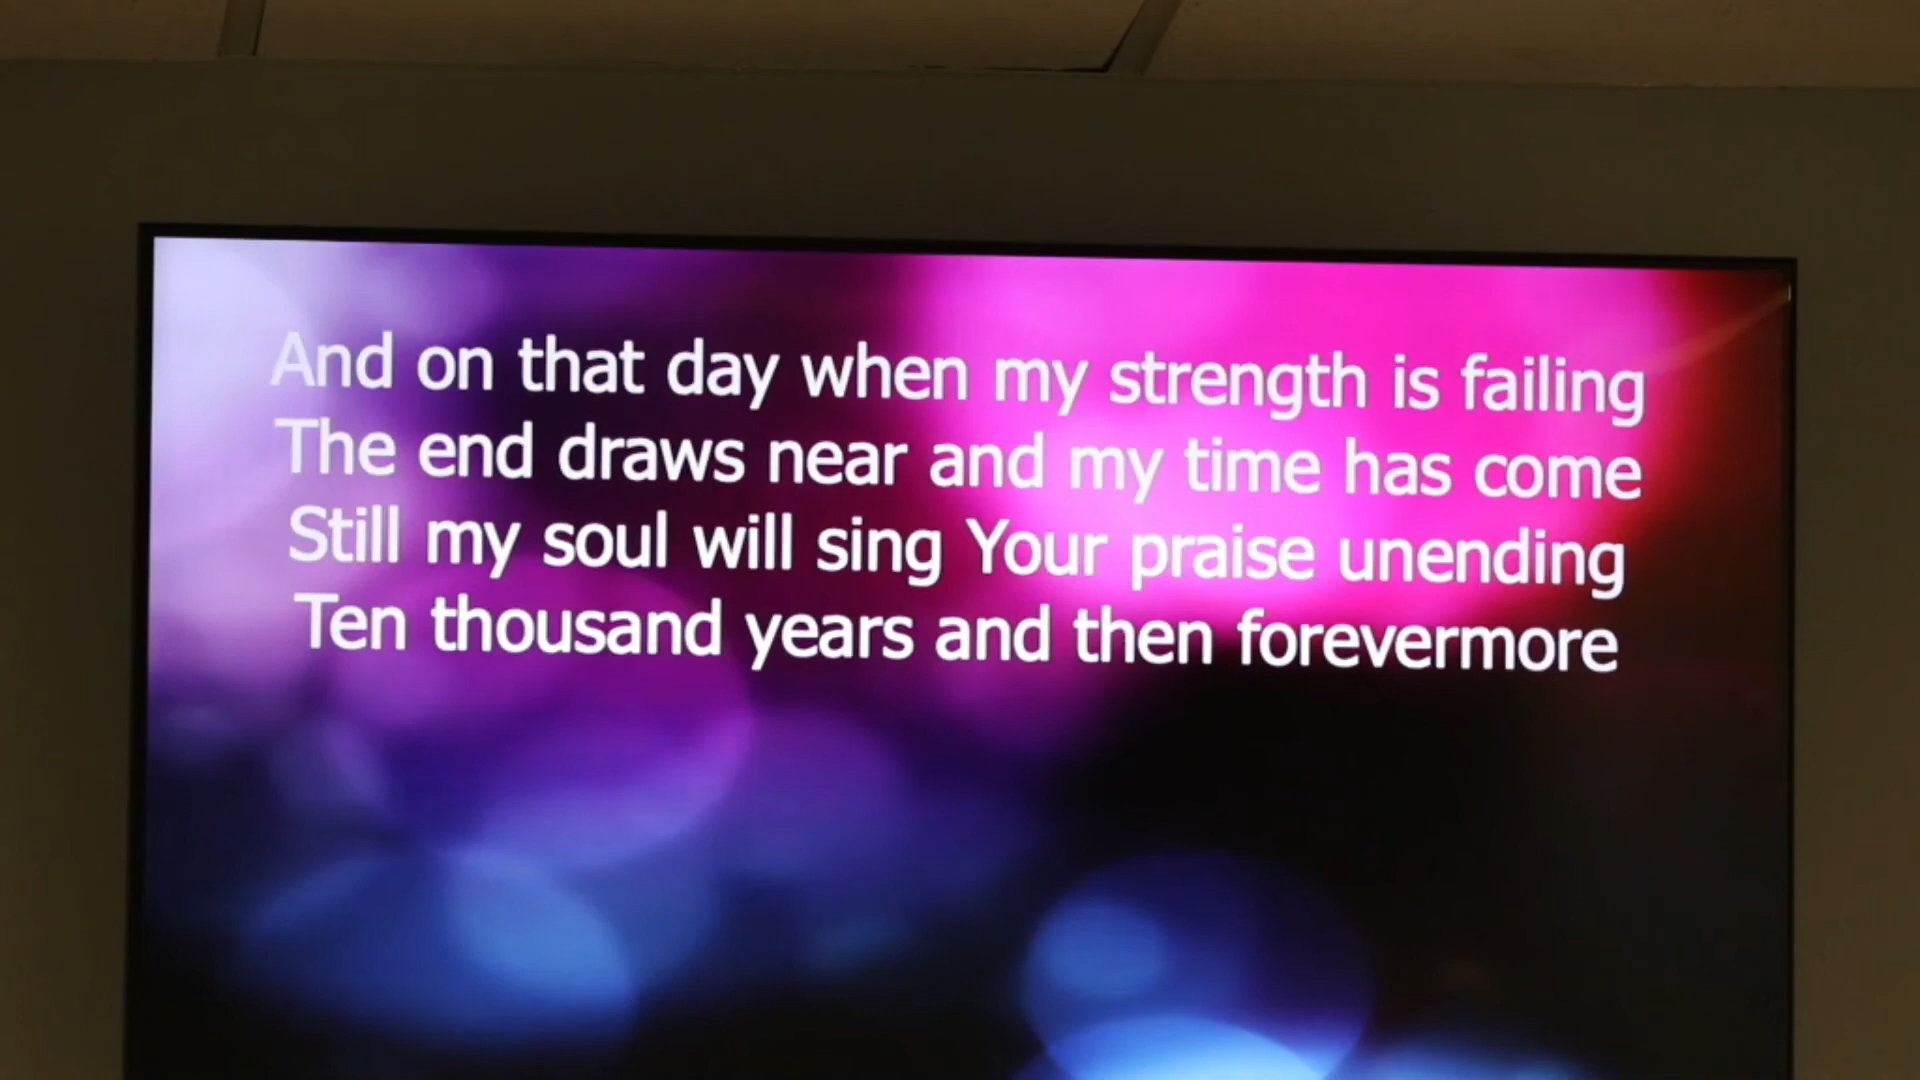 And on that day when my strength is failing
The end draws near and my time has come
Still my soul will sing Your praise unending
Ten thousand years and then forevermore